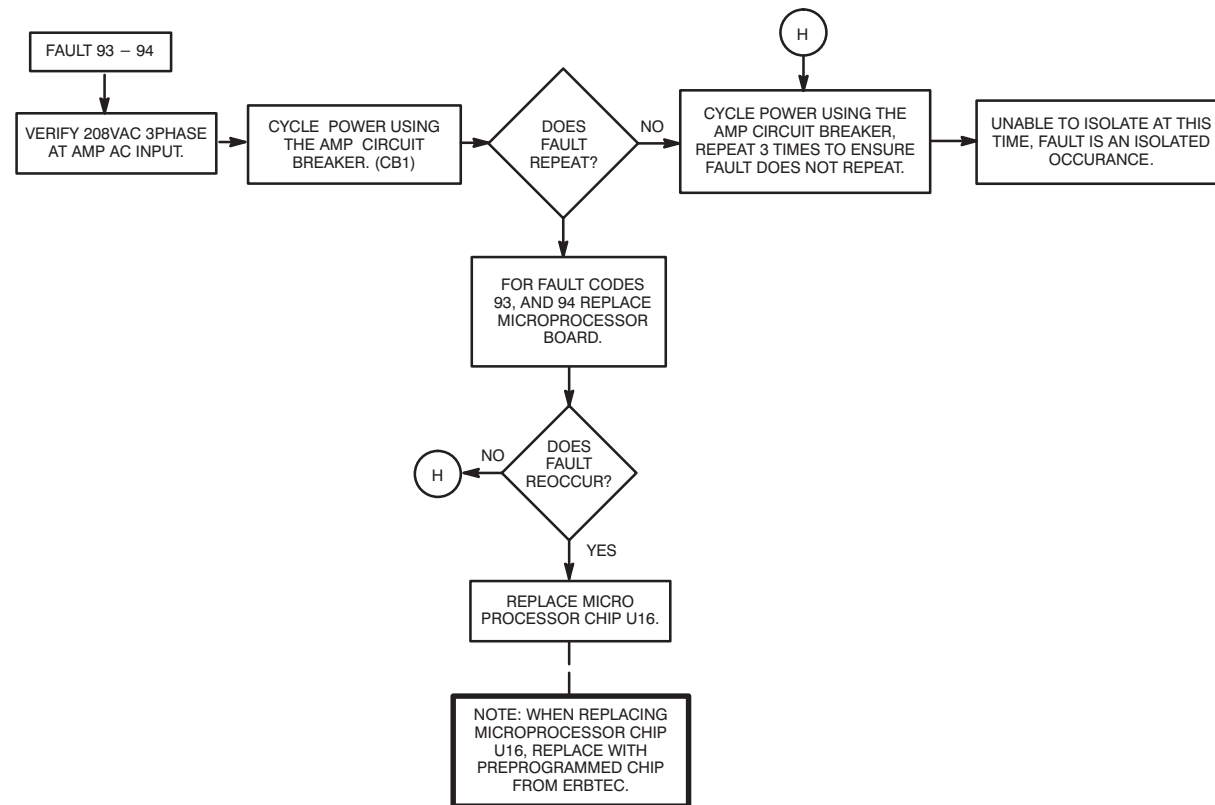 FAULT 93 – 94
VERIFY 208VAC 3PHASE
AT AMP AC INPUT.
CYCLE POWER USING
THE AMP CIRCUIT
BREAKER. (CB1)
DOES
FAULT
REPEAT?
NO
H
CYCLE POWER USING THE
AMP CIRCUIT BREAKER,
REPEAT 3 TIMES TO ENSURE
FAULT DOES NOT REPEAT.
UNABLE TO ISOLATE AT THIS
TIME, FAULT IS AN ISOLATED
OCCURANCE.
FOR FAULT CODES
93, AND 94 REPLACE
MICROPROCESSOR
BOARD.
DOES
FAULT
REOCCUR?
NO
H
YES
REPLACE MICRO
PROCESSOR CHIP U16.
NOTE: WHEN REPLACING
MICROPROCESSOR CHIP
U16, REPLACE WITH
PREPROGRAMMED CHIP
FROM ERBTEC.